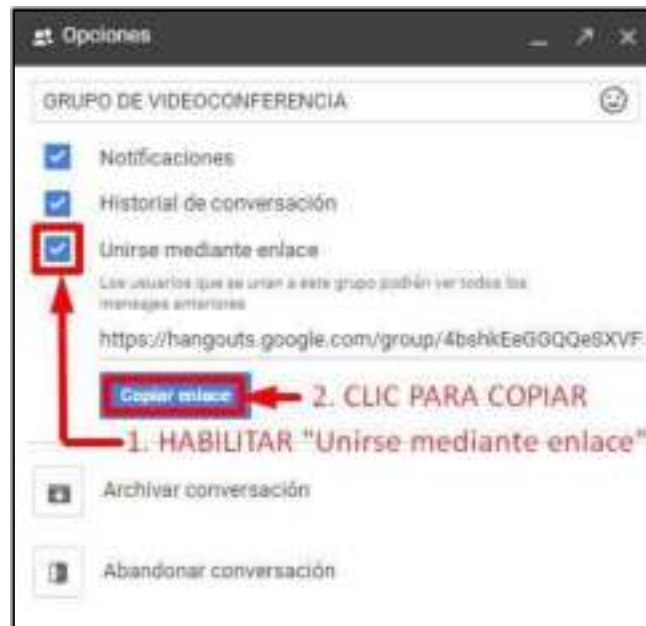 Opciones
GRUPO DE VIDEOCONFERENCIA
Notificaciones
Historial de conversación
Unirse mediante enlace
Los usuarios que se unan a este grupo podrán ver todos los
mensajes anteriores
https://hangouts.google.com/group/4bshkEeGGQQeSXVF
Copiar enlace
2. CLIC PARA COPIAR
1. HABILITAR "Unirse mediante enlace"
Archivar conversación
Abandonar conversación